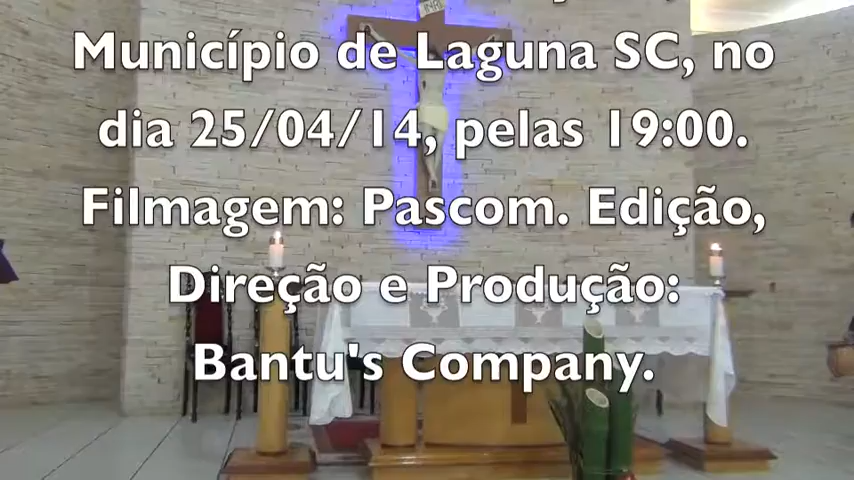 INRI
Município de Laguna SC, no
dia 25/04/14, pelas 19:00.
Filmagem: Pascom. Edição,
Direção e Produção:
Bantu's Company.